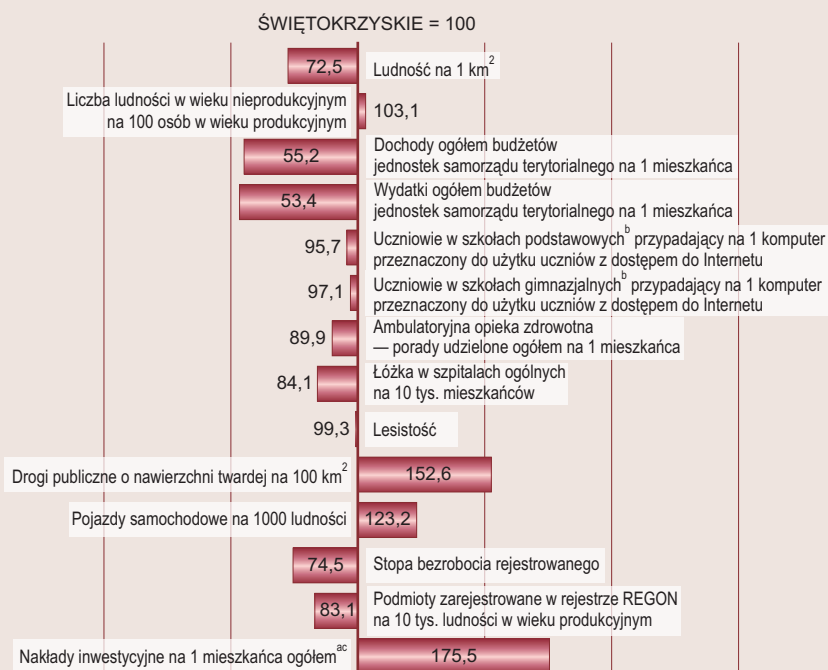 ŚWIĘTOKRZYSKIE = 100
72,5 Ludność na 1 km²
Liczba ludności w wieku nieprodukcyjnym
na 100 osób w wieku produkcyjnym
103,1
55,2
Dochody ogółem budżetów
jednostek samorządu terytorialnego na 1 mieszkańca
53,4
Wydatki ogółem budżetów
jednostek samorządu terytorialnego na 1 mieszkańca
95,7
Uczniowie w szkołach podstawowychᵇ przypadający na 1 komputer
przeznaczony do użytku uczniów z dostępem do Internetu
97,1
Uczniowie w szkołach gimnazjalnychᵇ przypadający na 1 komputer
przeznaczony do użytku uczniów z dostępem do Internetu
89,9
Ambulatoryjna opieka zdrowotna
— porady udzielone ogółem na 1 mieszkańca
84,1
Łóżka w szpitalach ogólnych
na 10 tys. mieszkańców
99,3 Lesistość
Drogi publiczne o nawierzchni twardej na 100 km² 152,6
Pojazdy samochodowe na 1000 ludności 123,2
74,5 Stopa bezrobocia rejestrowanego
83,1
Podmioty zarejestrowane w rejestrze REGON
na 10 tys. ludności w wieku produkcyjnym
Nakłady inwestycyjne na 1 mieszkańca ogółemᵃᶜ 175,5